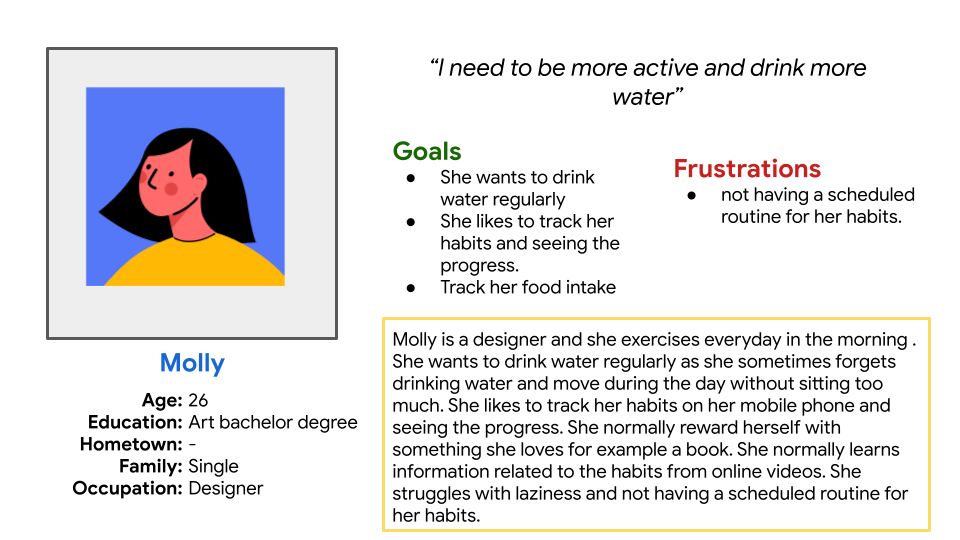 “I need to be more active and drink more
water”
Goals
● She wants to drink
water regularly
● She likes to track her
habits and seeing the
progress.
● Track her food intake
Frustrations
● not having a scheduled
routine for her habits.
Molly
Age: 26
Education: Art bachelor degree
Hometown: -
Family: Single
Occupation: Designer
Molly is a designer and she exercises everyday in the morning .
She wants to drink water regularly as she sometimes forgets
drinking water and move during the day without sitting too
much. She likes to track her habits on her mobile phone and
seeing the progress. She normally reward herself with
something she loves for example a book. She normally learns
information related to the habits from online videos. She
struggles with laziness and not having a scheduled routine for
her habits.